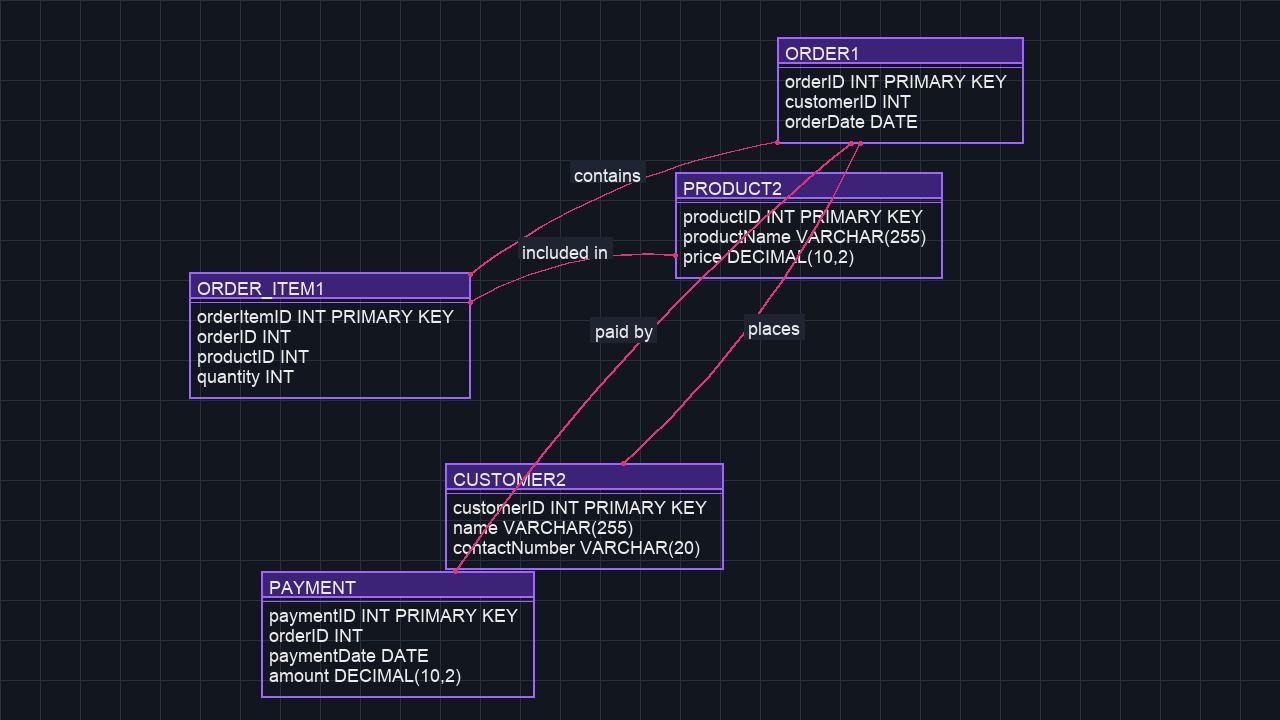 ORDER1
orderID INT PRIMARY KEY
customerID INT
orderDate DATE
contains
PRODUCT2
productID INT PRIMARY KEY
productName VARCHAR(255)
price DECIMAL(10,2)
included in
ORDER_ITEM1
orderItemID INT PRIMARY KEY
orderID INT
productID INT
quantity INT
paid by
places
CUSTOMER2
customerID INT PRIMARY KEY
name VARCHAR(255)
contactNumber VARCHAR(20)
PAYMENT
paymentID INT PRIMARY KEY
orderID INT
paymentDate DATE
amount DECIMAL(10,2)